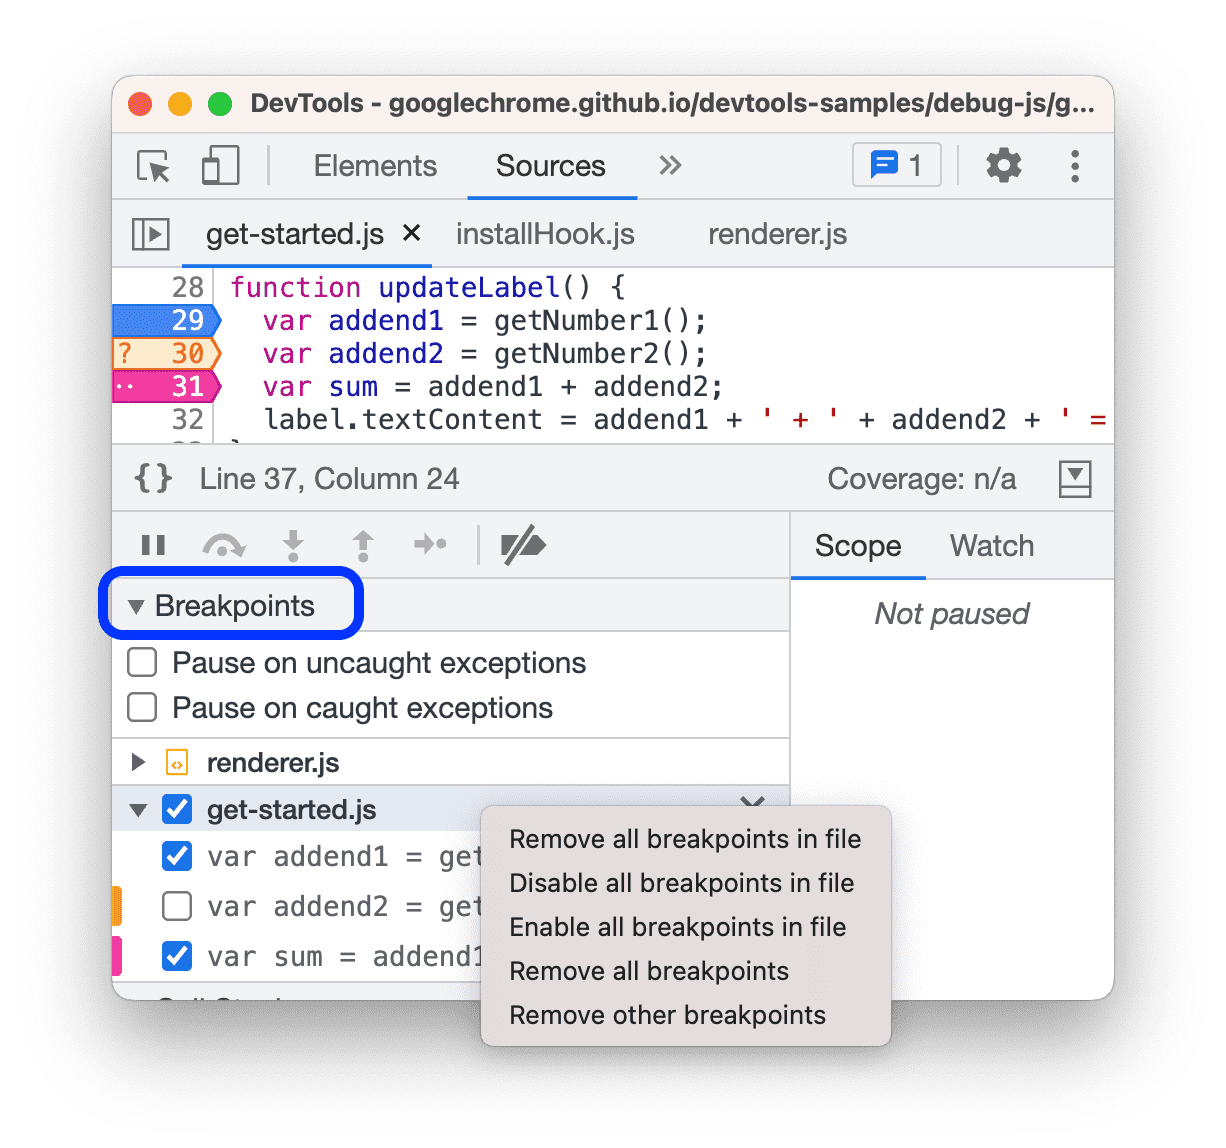 DevTools - googlechrome.github.io/devtools-samples/debug-js/g...
Elements Sources » 1
get-started.js × installHook.js renderer.js
28 function updateLabel() {
29 var addend1 = getNumber1();
? 30 var addend2 = getNumber2();
·· 31 var sum = addend1 + addend2;
32 label.textContent = addend1 + ' + ' + addend2 + ' =
{} Line 37, Column 24 Coverage: n/a
Scope Watch
Breakpoints
Not paused
Pause on uncaught exceptions
Pause on caught exceptions
renderer.js
get-started.js
var addend1 = get
var addend2 = get
var sum = addend1
Remove all breakpoints in file
Disable all breakpoints in file
Enable all breakpoints in file
Remove all breakpoints
Remove other breakpoints